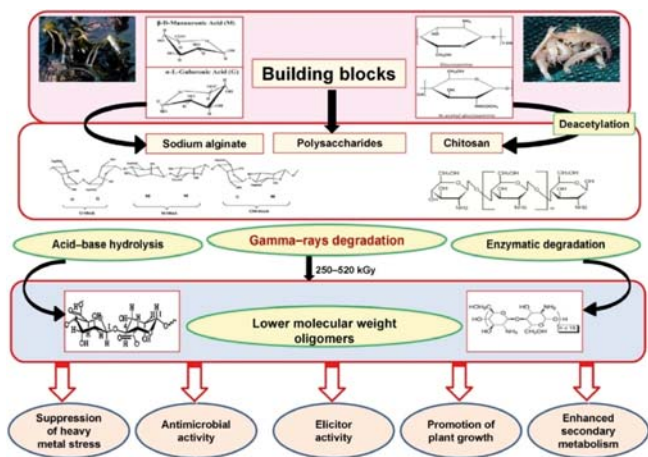 β-D-Mannuronic Acid (M)
α-L-Guluronic Acid (G)
Building blocks
Deacetylation
Sodium alginate
Polysaccharides
Chitosan
Acid–base hydrolysis
Gamma–rays degradation
Enzymatic degradation
250–520 kGy
Lower molecular weight
oligomers
Suppression
of heavy
metal stress
Antimicrobial
activity
Elicitor
activity
Promotion of
plant growth
Enhanced
secondary
metabolism